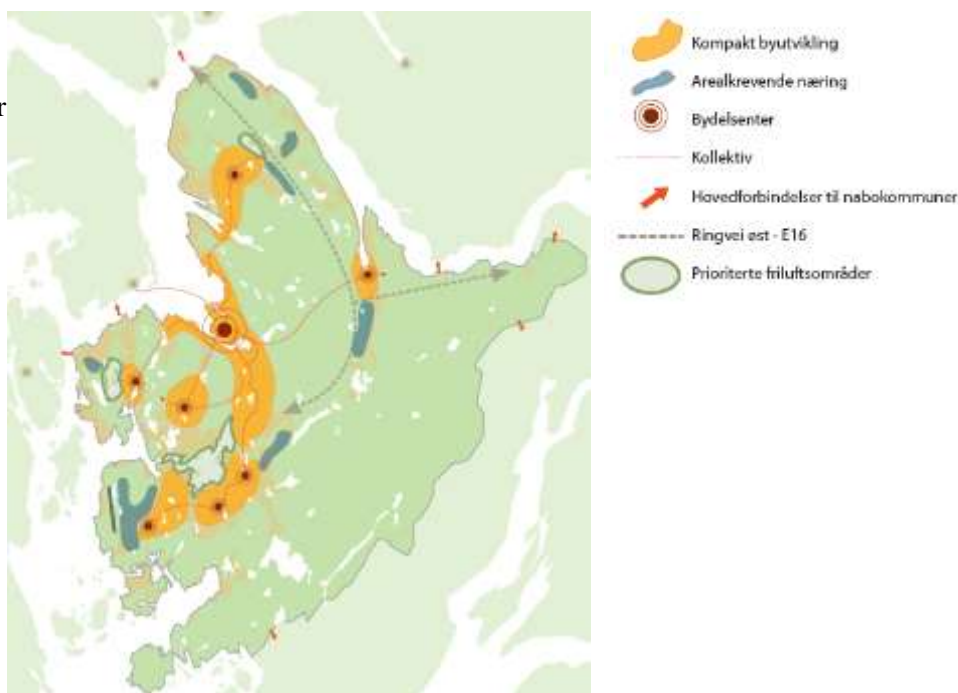 r
Kompakt byutvikling
Arealkrevende næring
Bydelsenter
Kollektiv
Hovedforbindelser til nabokommuner
Ringvei øst - E16
Prioriterte friluftsområder